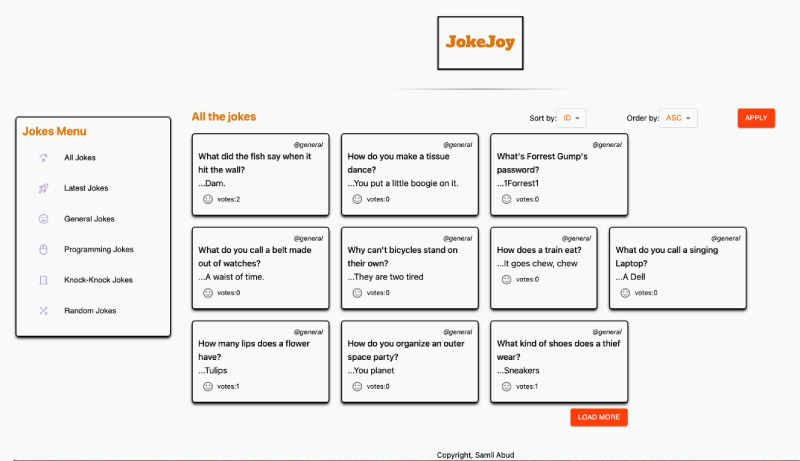 JokeJoy
Jokes Menu
All Jokes
Latest Jokes
General Jokes
Programming Jokes
Knock-Knock Jokes
Random Jokes
All the jokes
Sort by: ID
Order by: ASC
APPLY
@general
What did the fish say when it
hit the wall?
...Dam.
votes:2
@general
How do you make a tissue
dance?
...You put a little boogie on it.
votes:0
@general
What's Forrest Gump's
password?
...1Forrest1
votes:0
@general
What do you call a belt made
out of watches?
...A waist of time.
votes:0
@general
Why can't bicycles stand on
their own?
...They are two tired
votes:0
@general
How does a train eat?
...It goes chew, chew
votes:0
@general
What do you call a singing
Laptop?
...A Dell
votes:0
@general
How many lips does a flower
have?
...Tulips
votes:1
@general
How do you organize an outer
space party?
...You planet
votes:0
@general
What kind of shoes does a thief
wear?
...Sneakers
votes:1
LOAD MORE
Copyright, Samil Abud